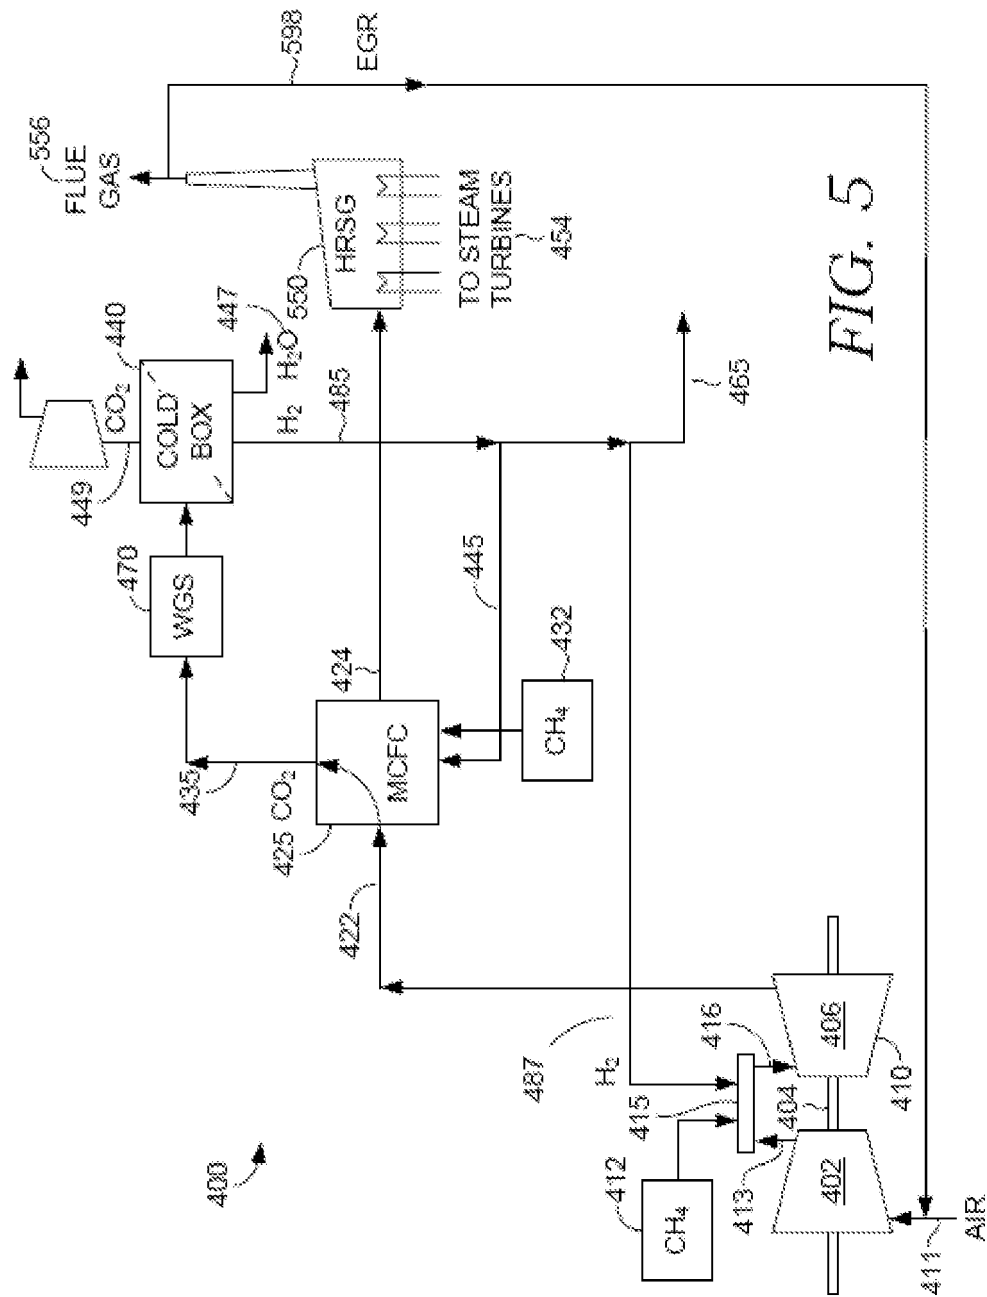 400
CH4
412
413
415
416
404
402
406
410
411
AIR
487
H2
422
425
CO2
MCFC
424
435
WGS
470
449
CO2
COLD
BOX
440
H2O
447
H2
485
445
CH4
432
465
HRSG
550
TO STEAM
TURBINES
454
FLUE
GAS
556
598
EGR
FIG. 5